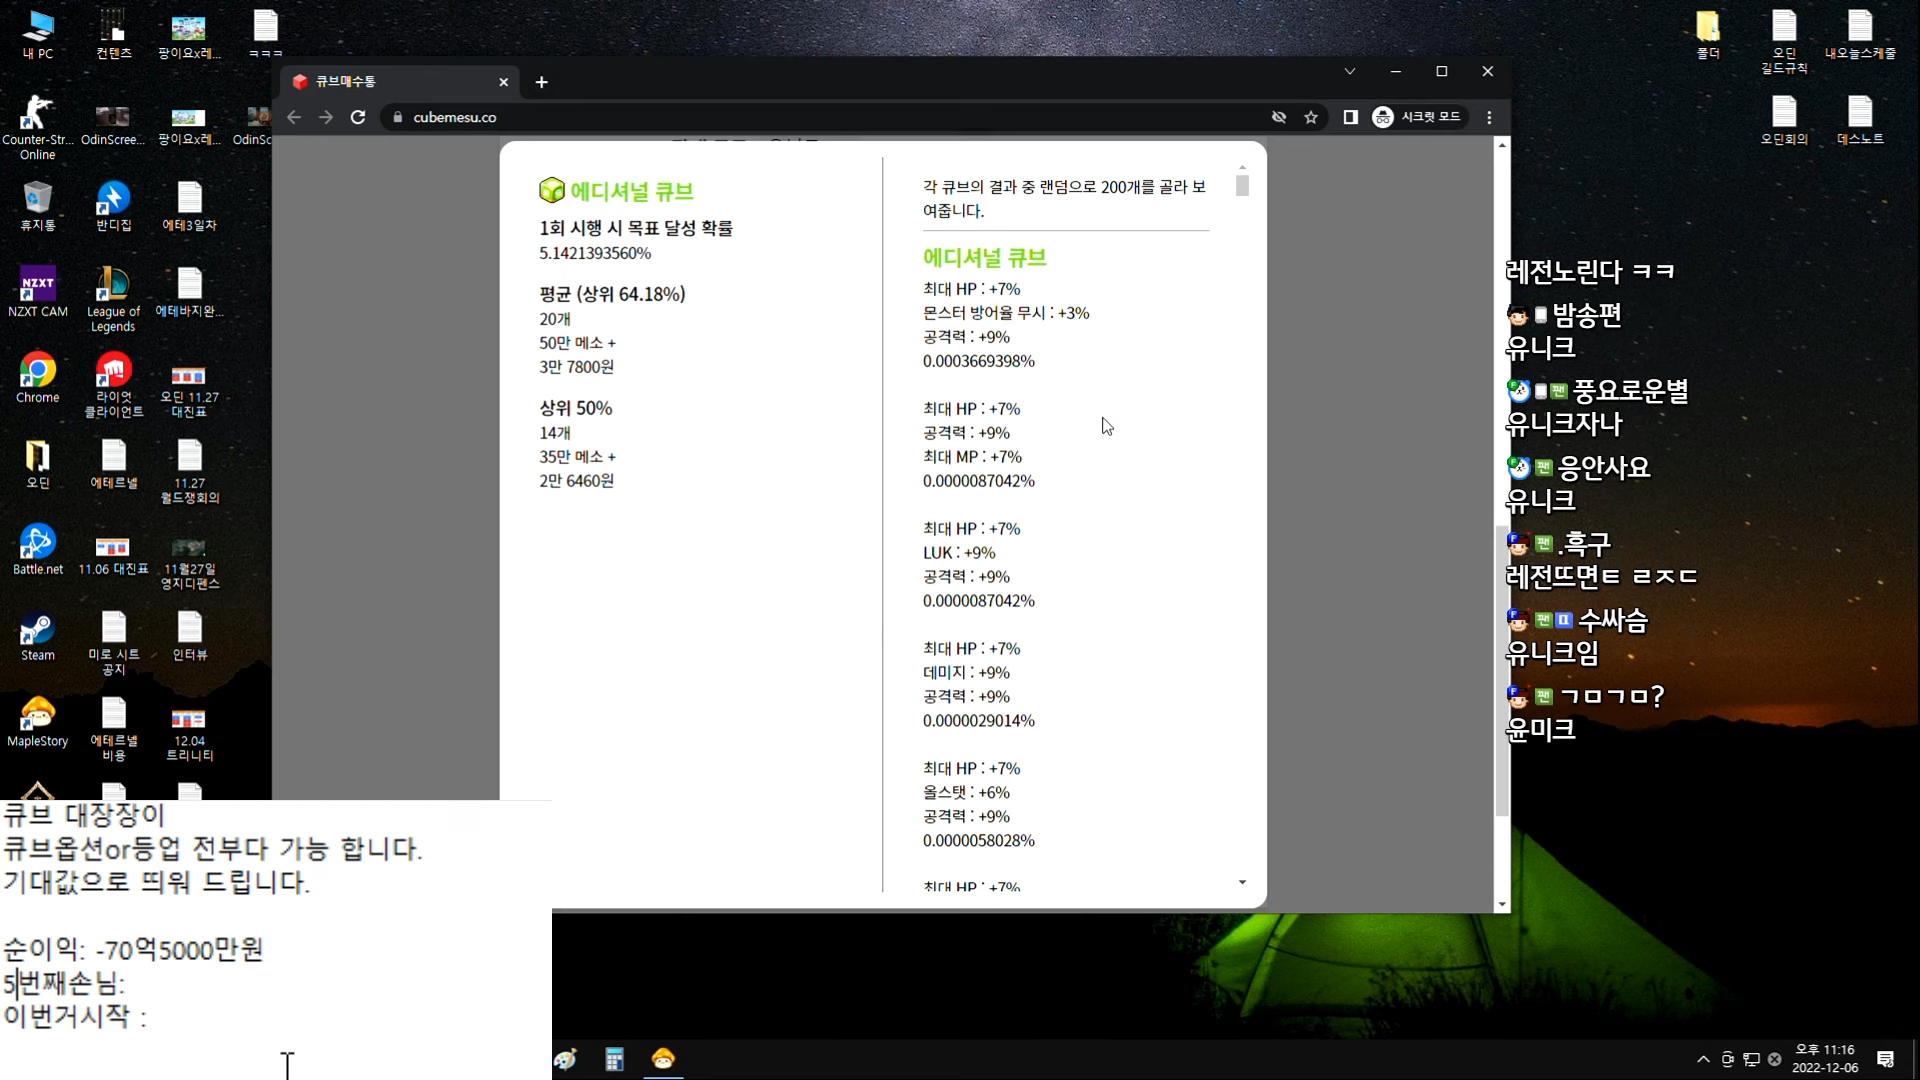 내 PC
컨텐츠
팡이요x레...
ㅋㅋㅋ
Counter-Str...
Online
OdinScree...
팡이요x레...
OdinSc
휴지통
반디집
에테3일차
NZXT
NZXT CAM
League of
Legends
에테바지완...
Chrome
라이엇
클라이언트
오딘 11.27
대진표
오딘
에테르넬
11.27
월드쟁회의
Battle.net
11.06 대진표
11월27일
영지디펜스
Steam
미로 시트
공지
인터뷰
MapleStory
에테르넬
비용
12.04
트리니티
폴더
오딘
길드규칙
내오늘스케줄
오딘회의
데스노트
큐브매수통
cubemesu.co
시크릿 모드
에디셔널 큐브
1회 시행 시 목표 달성 확률
5.1421393560%
평균 (상위 64.18%)
20개
50만 메소 +
3만 7800원
상위 50%
14개
35만 메소 +
2만 6460원
각 큐브의 결과 중 랜덤으로 200개를 골라 보
여줍니다.
에디셔널 큐브
최대 HP : +7%
몬스터 방어율 무시 : +3%
공격력 : +9%
0.0003669398%
최대 HP : +7%
공격력 : +9%
최대 MP : +7%
0.0000087042%
최대 HP : +7%
LUK : +9%
공격력 : +9%
0.0000087042%
최대 HP : +7%
데미지 : +9%
공격력 : +9%
0.0000029014%
최대 HP : +7%
올스탯 : +6%
공격력 : +9%
0.0000058028%
최대 HP : +7%
레전노린다 ㅋㅋ
밤송편
유니크
팬 풍요로운별
유니크자나
팬 응안사요
유니크
팬 .흑구
레전뜨면ㅌ ㄹㅈㄷ
팬 수싸슴
유니크임
팬 ㄱㅁㄱㅁ?
윤미크
큐브 대장장이
큐브옵션or등업 전부다 가능 합니다.
기대값으로 띄워 드립니다.
순이익: -70억5000만원
5번째손님:
이번거시작 :
오후 11:16
2022-12-06